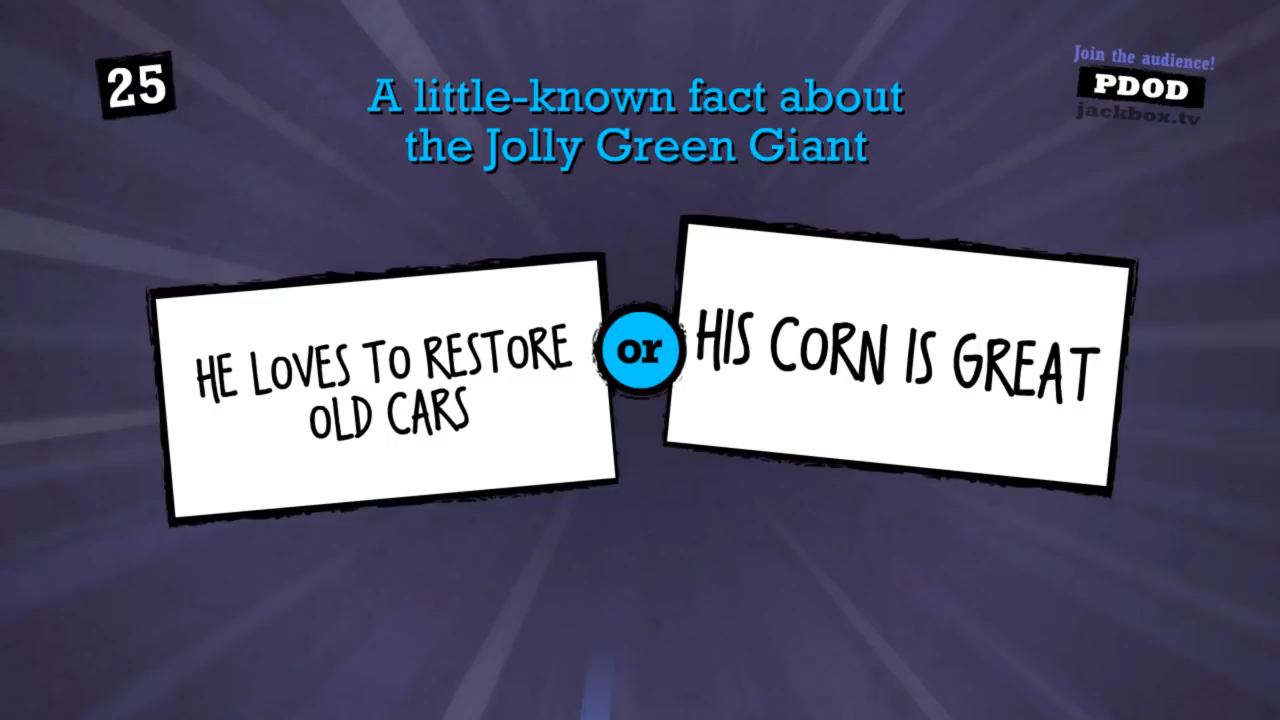 25
A little-known fact about
the Jolly Green Giant
Join the audience!
PDOD
jackbox.tv
HE LOVES TO RESTORE
OLD CARS
or
HIS CORN IS GREAT